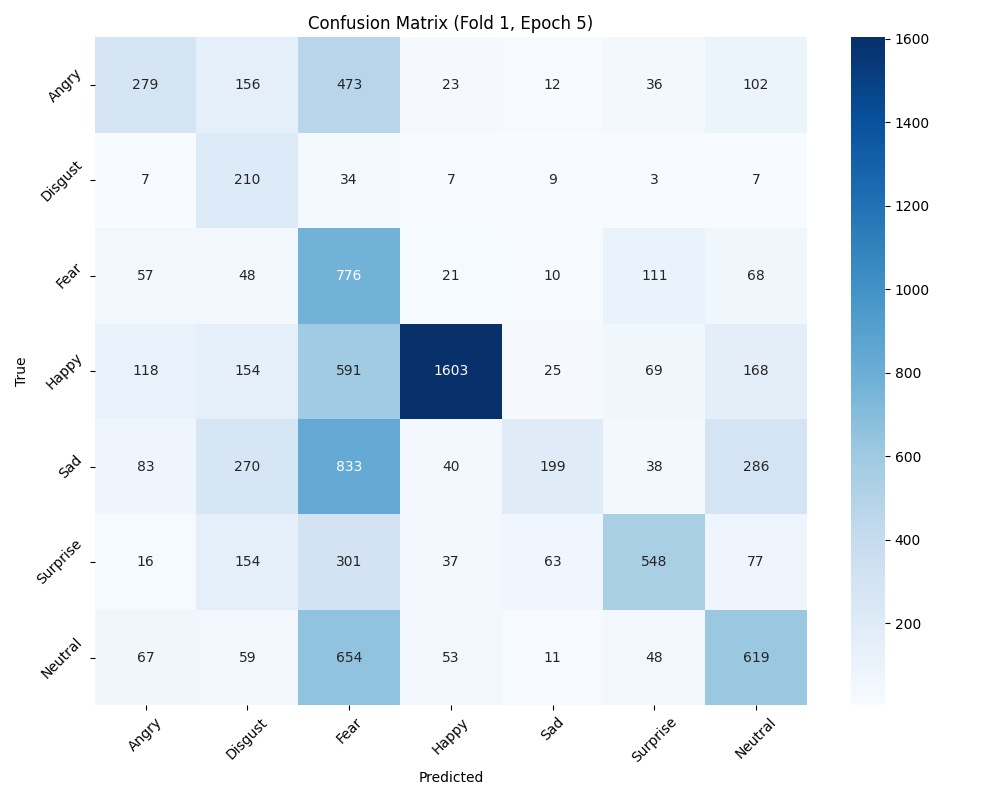 Confusion Matrix (Fold 1, Epoch 5)
True
Angry 279 156 473 23 12 36 102
Disgust 7 210 34 7 9 3 7
Fear 57 48 776 21 10 111 68
Happy 118 154 591 1603 25 69 168
Sad 83 270 833 40 199 38 286
Surprise 16 154 301 37 63 548 77
Neutral 67 59 654 53 11 48 619
Angry Disgust Fear Happy Sad Surprise Neutral
Predicted
1600
1400
1200
1000
800
600
400
200